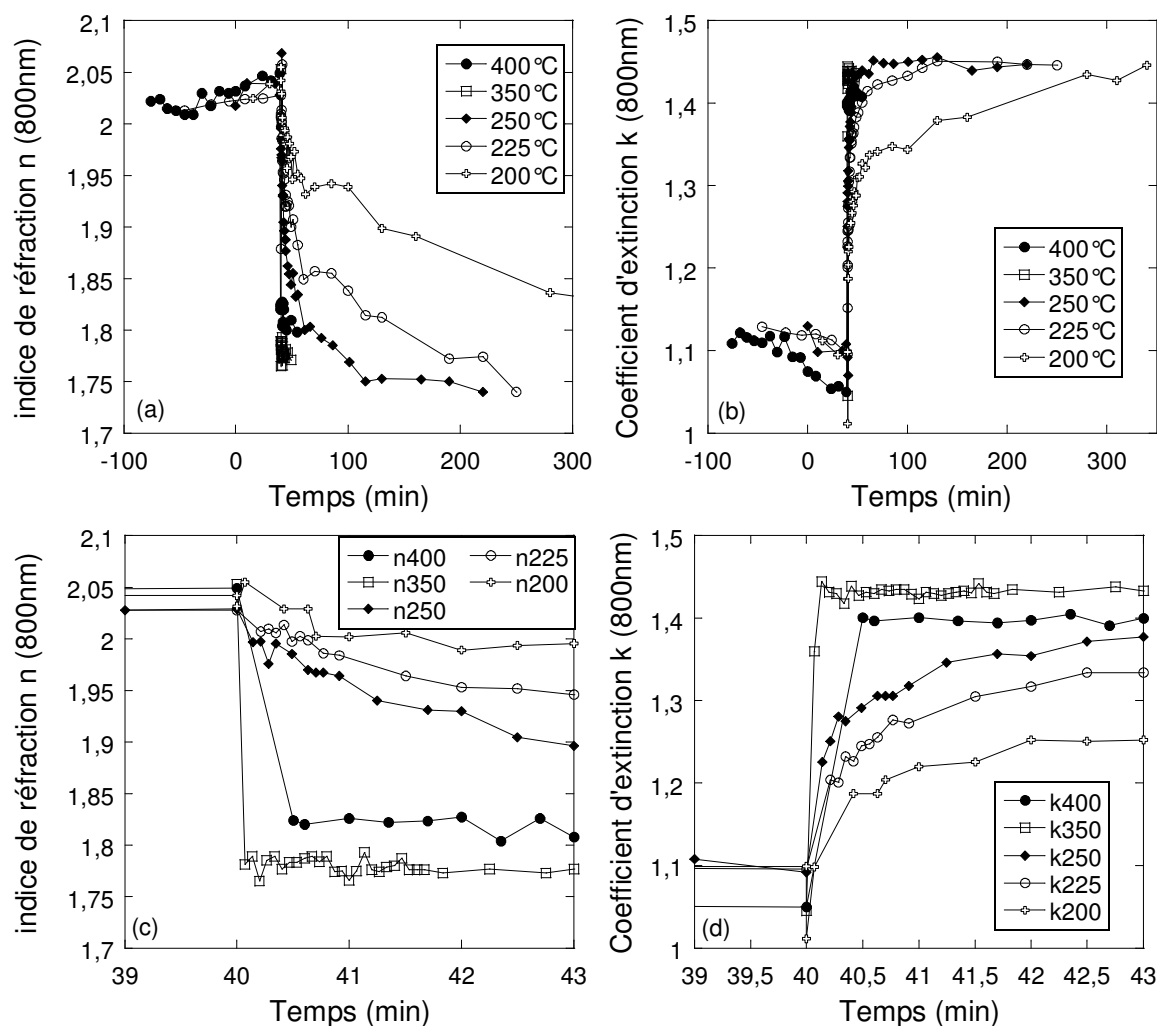 2,1
2,05
2
1,95
1,9
1,85
1,8
1,75
1,7
indice de réfraction n (800nm)
400°C
350°C
250°C
225°C
200°C
(a)
-100
0
100
200
300
Temps (min)
1,5
1,4
1,3
1,2
1,1
1
Coefficient d'extinction k (800nm)
400°C
350°C
250°C
225°C
200°C
(b)
-100
0
100
200
300
Temps (min)
2,1
2,05
2
1,95
1,9
1,85
1,8
1,75
1,7
indice de réfraction n (800nm)
n400
n350
n250
n225
n200
(c)
39
40
41
42
43
Temps (min)
1,5
1,4
1,3
1,2
1,1
1
Coefficient d'extinction k (800nm)
k400
k350
k250
k225
k200
(d)
39
39,5
40
40,5
41
41,5
42
42,5
43
Temps (min)